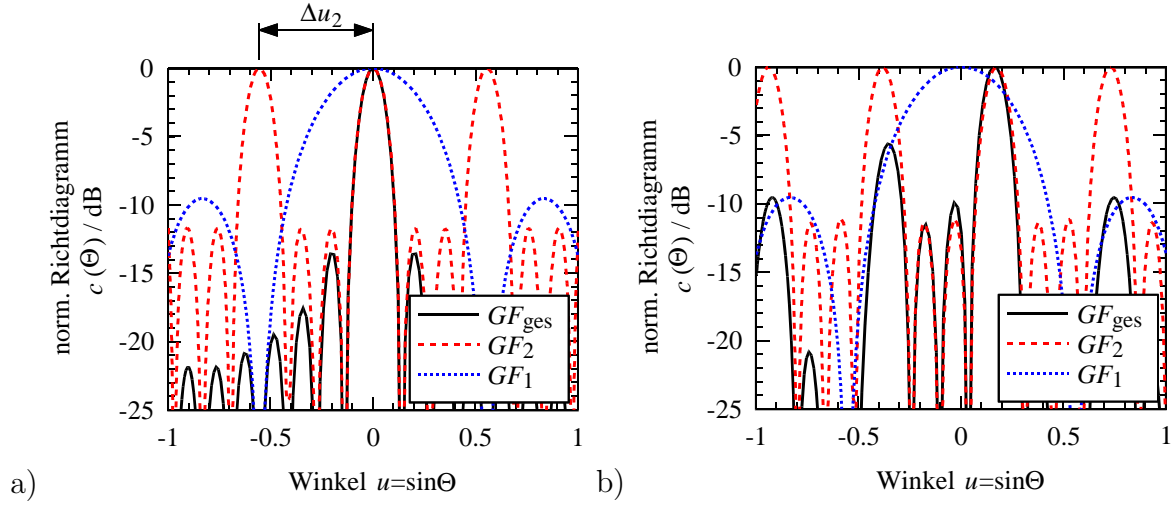 Δu₂
0
-5
-10
-15
-20
-25
-1
-0.5
0
0.5
1
norm. Richtdiagramm
c (Θ) / dB
Winkel u=sinΘ
GF_ges
GF₂
GF₁
a)
0
-5
-10
-15
-20
-25
-1
-0.5
0
0.5
1
norm. Richtdiagramm
c (Θ) / dB
Winkel u=sinΘ
GF_ges
GF₂
GF₁
b)